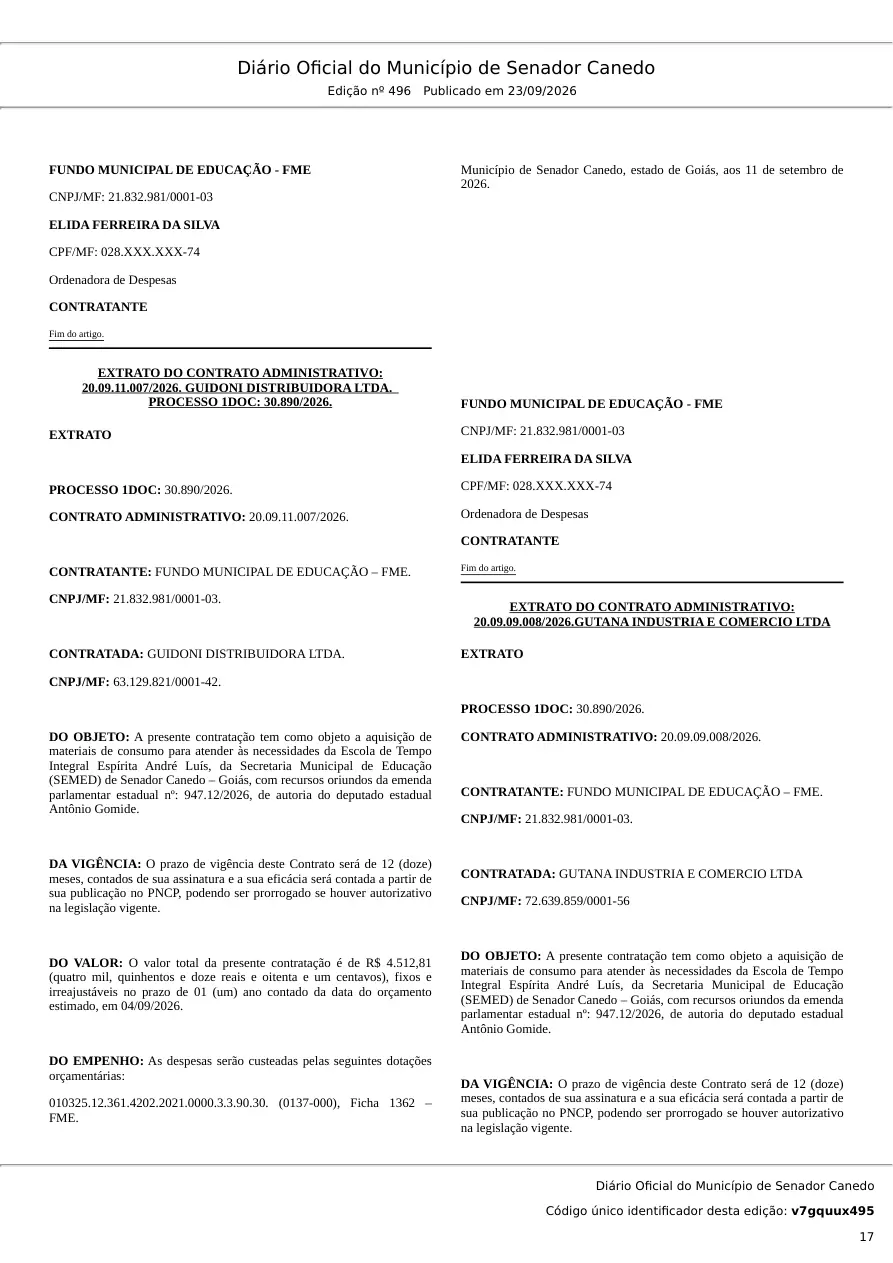 Diário Oficial do Município de Senador Canedo
Edição nº 496 Publicado em 23/09/2026
FUNDO MUNICIPAL DE EDUCAÇÃO - FME
CNPJ/MF: 21.832.981/0001-03
ELIDA FERREIRA DA SILVA
CPF/MF: 028.XXX.XXX-74
Ordenadora de Despesas
CONTRATANTE
Fim do artigo.
EXTRATO DO CONTRATO ADMINISTRATIVO:
20.09.11.007/2026. GUIDONI DISTRIBUIDORA LTDA.
PROCESSO 1DOC: 30.890/2026.
EXTRATO
PROCESSO 1DOC: 30.890/2026.
CONTRATO ADMINISTRATIVO: 20.09.11.007/2026.
CONTRATANTE: FUNDO MUNICIPAL DE EDUCAÇÃO – FME.
CNPJ/MF: 21.832.981/0001-03.
CONTRATADA: GUIDONI DISTRIBUIDORA LTDA.
CNPJ/MF: 63.129.821/0001-42.
DO OBJETO: A presente contratação tem como objeto a aquisição de
materiais de consumo para atender às necessidades da Escola de Tempo
Integral Espírita André Luís, da Secretaria Municipal de Educação
(SEMED) de Senador Canedo – Goiás, com recursos oriundos da emenda
parlamentar estadual nº: 947.12/2026, de autoria do deputado estadual
Antônio Gomide.
DA VIGÊNCIA: O prazo de vigência deste Contrato será de 12 (doze)
meses, contados de sua assinatura e a sua eficácia será contada a partir de
sua publicação no PNCP, podendo ser prorrogado se houver autorizativo
na legislação vigente.
DO VALOR: O valor total da presente contratação é de R$ 4.512,81
(quatro mil, quinhentos e doze reais e oitenta e um centavos), fixos e
irreajustáveis no prazo de 01 (um) ano contado da data do orçamento
estimado, em 04/09/2026.
DO EMPENHO: As despesas serão custeadas pelas seguintes dotações
orçamentárias:
010325.12.361.4202.2021.0000.3.3.90.30. (0137-000), Ficha 1362 –
FME.
Município de Senador Canedo, estado de Goiás, aos 11 de setembro de
2026.
FUNDO MUNICIPAL DE EDUCAÇÃO - FME
CNPJ/MF: 21.832.981/0001-03
ELIDA FERREIRA DA SILVA
CPF/MF: 028.XXX.XXX-74
Ordenadora de Despesas
CONTRATANTE
Fim do artigo.
EXTRATO DO CONTRATO ADMINISTRATIVO:
20.09.09.008/2026.GUTANA INDUSTRIA E COMERCIO LTDA
EXTRATO
PROCESSO 1DOC: 30.890/2026.
CONTRATO ADMINISTRATIVO: 20.09.09.008/2026.
CONTRATANTE: FUNDO MUNICIPAL DE EDUCAÇÃO – FME.
CNPJ/MF: 21.832.981/0001-03.
CONTRATADA: GUTANA INDUSTRIA E COMERCIO LTDA
CNPJ/MF: 72.639.859/0001-56
DO OBJETO: A presente contratação tem como objeto a aquisição de
materiais de consumo para atender às necessidades da Escola de Tempo
Integral Espírita André Luís, da Secretaria Municipal de Educação
(SEMED) de Senador Canedo – Goiás, com recursos oriundos da emenda
parlamentar estadual nº: 947.12/2026, de autoria do deputado estadual
Antônio Gomide.
DA VIGÊNCIA: O prazo de vigência deste Contrato será de 12 (doze)
meses, contados de sua assinatura e a sua eficácia será contada a partir de
sua publicação no PNCP, podendo ser prorrogado se houver autorizativo
na legislação vigente.
Diário Oficial do Município de Senador Canedo
Código único identificador desta edição: v7gquux495
17